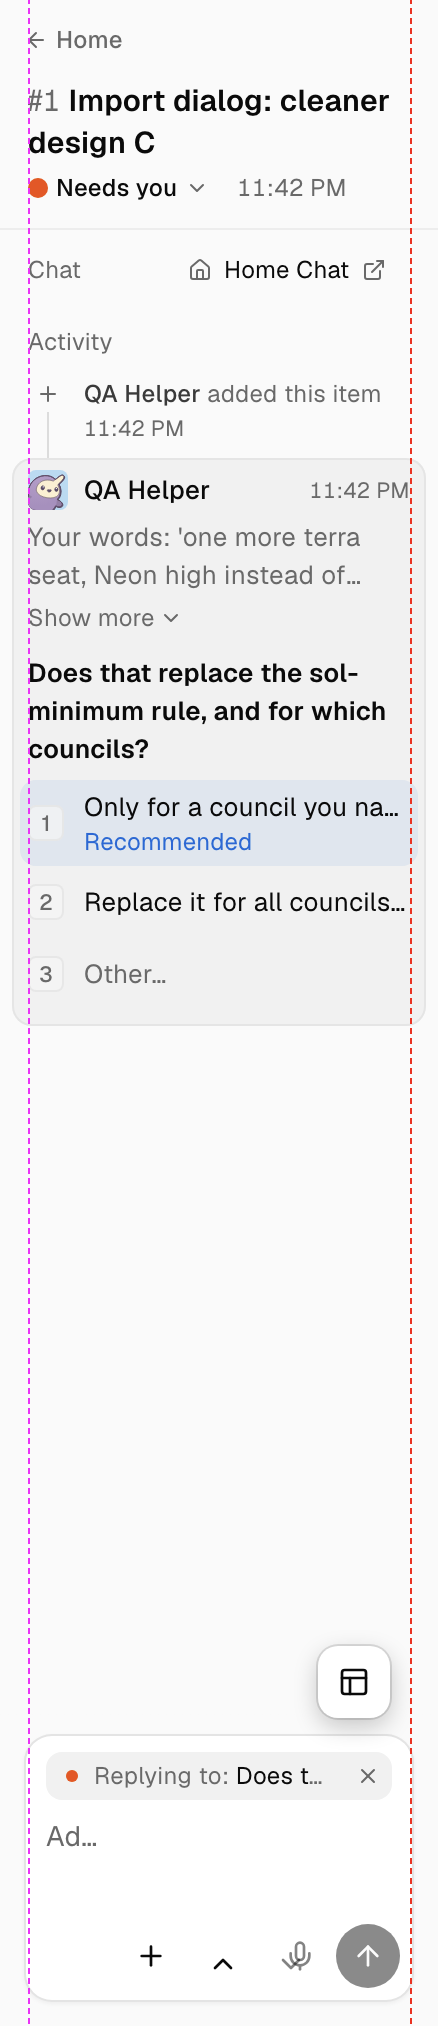 Home
#1 Import dialog: cleaner
design C
Needs you 11:42 PM
Chat Home Chat
Activity
QA Helper added this item
11:42 PM
QA Helper 11:42 PM
Your words: 'one more terra
seat, Neon high instead of…
Show more
Does that replace the sol-
minimum rule, and for which
councils?
1 Only for a council you na…
Recommended
2 Replace it for all councils…
3 Other…
Replying to: Does t…
Ad…